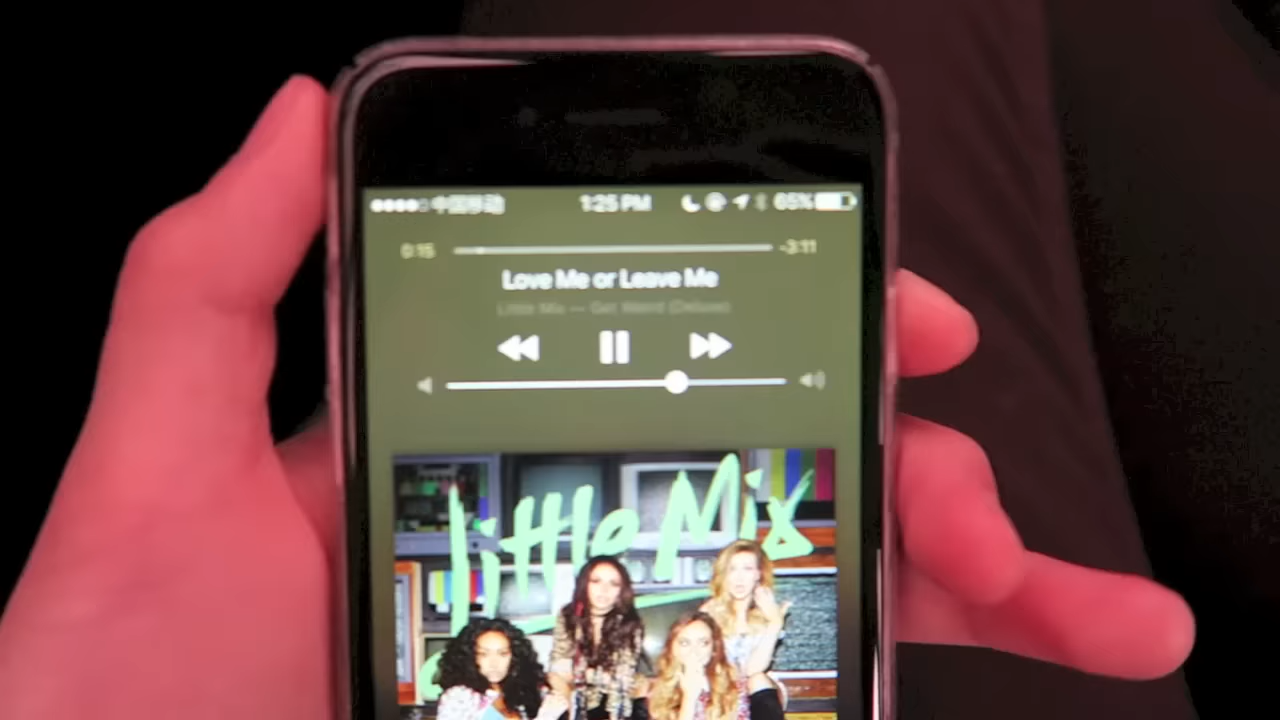 中国移动 1:25 PM 65%
0:15 -3:11
Love Me or Leave Me
Little Mix — Get Weird (Deluxe)
little Mix